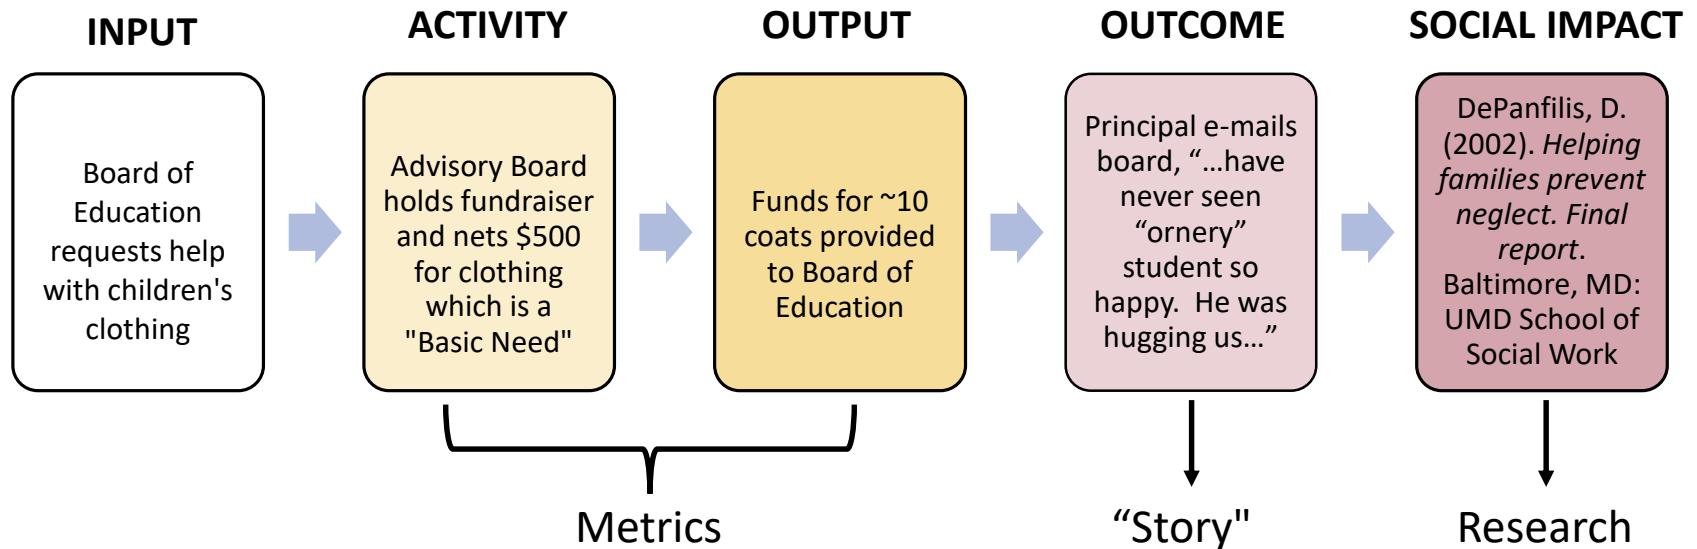 INPUT
ACTIVITY
OUTPUT
OUTCOME
SOCIAL IMPACT
Board of
Education
requests help
with children's
clothing
Advisory Board
holds fundraiser
and nets $500
for clothing
which is a
"Basic Need"
Funds for ~10
coats provided
to Board of
Education
Principal e-mails
board, “…have
never seen
“ornery”
student so
happy.  He was
hugging us…”
DePanfilis, D.
(2002). Helping
families prevent
neglect. Final
report.
Baltimore, MD:
UMD School of
Social Work
Metrics
“Story"
Research